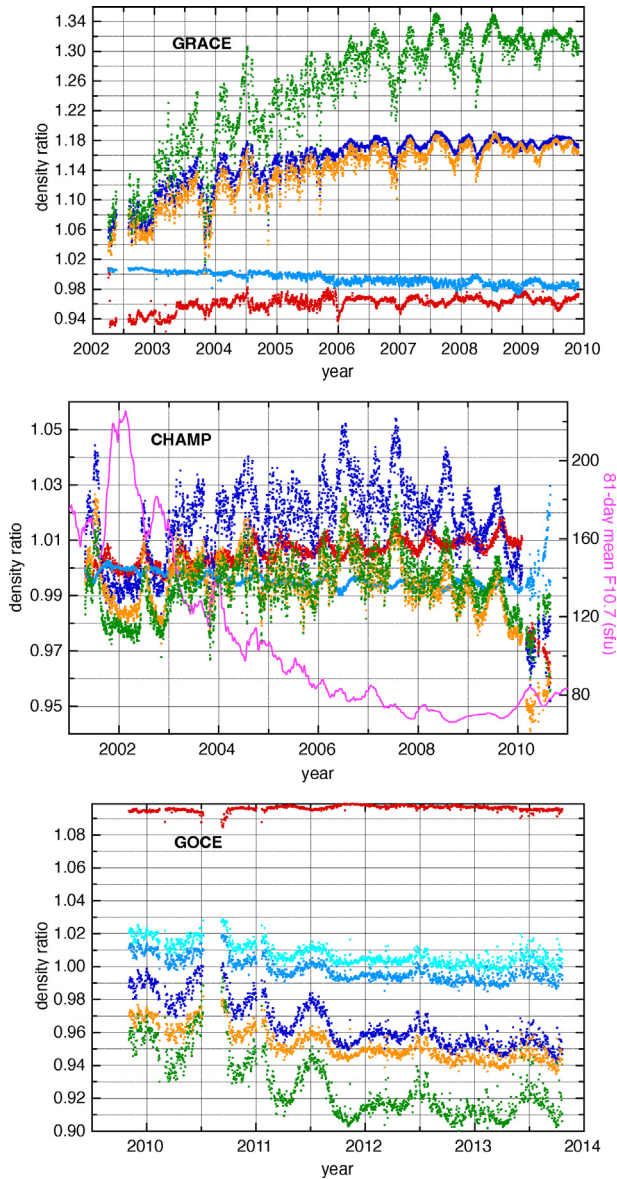 1.34
GRACE
1.30
1.26
1.22
1.18
1.14
1.10
1.06
1.02
0.98
0.94
density ratio
2002 2003 2004 2005 2006 2007 2008 2009 2010
year
1.05
CHAMP
1.03
1.01
0.99
0.97
0.95
density ratio
200
160
120
80
81-day mean F10.7 (sfu)
2002 2004 2006 2008 2010
year
1.08
GOCE
1.06
1.04
1.02
1.00
0.98
0.96
0.94
0.92
0.90
density ratio
2010 2011 2012 2013 2014
year